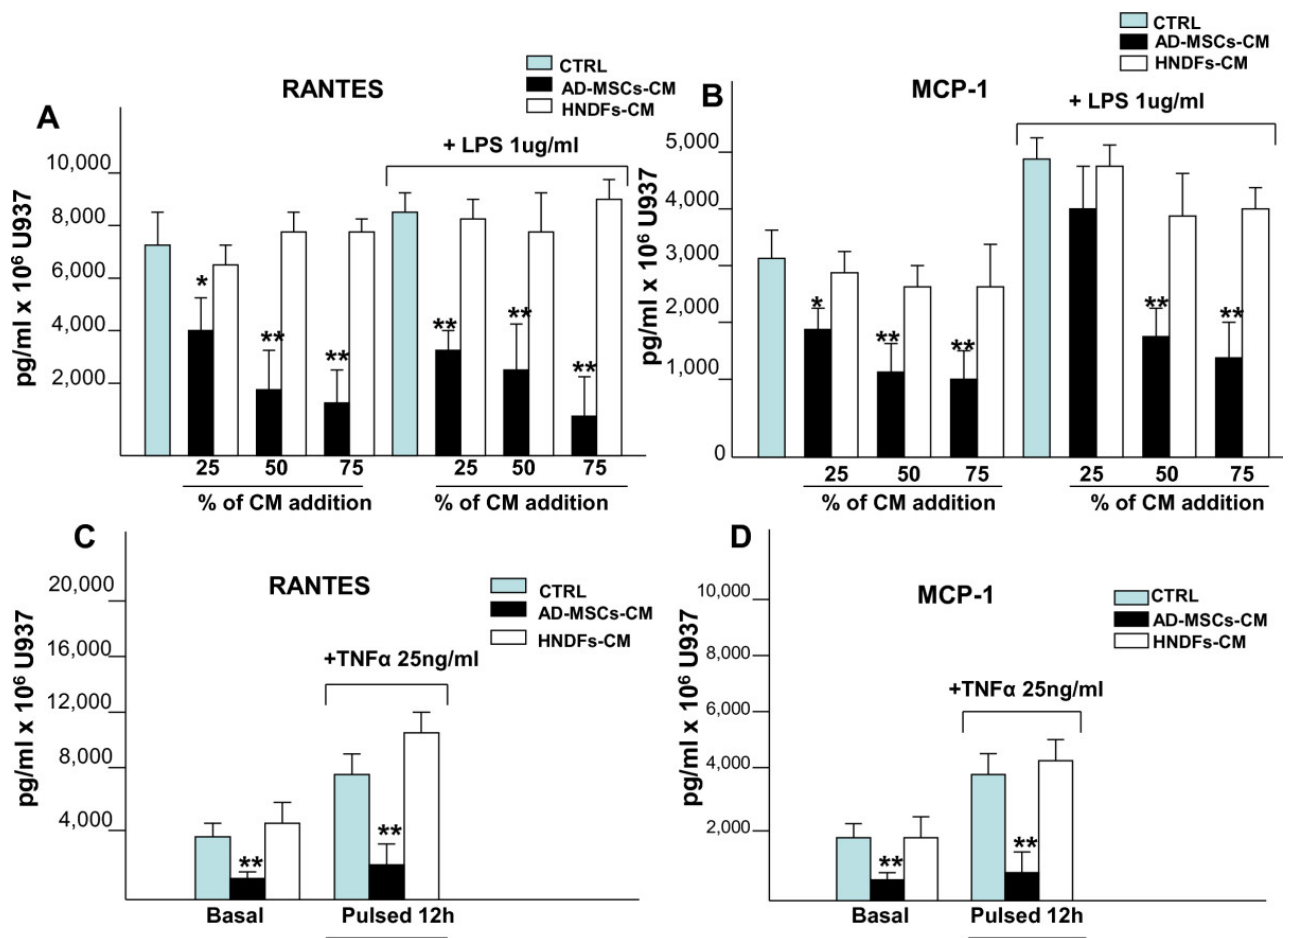 A
RANTES
CTRL
AD-MSCs-CM
HNDFs-CM
+ LPS 1ug/ml
pg/ml x 10⁶ U937
10,000
8,000
6,000
4,000
2,000
*
**
**
**
**
**
25 50 75 25 50 75
% of CM addition % of CM addition
B
MCP-1
CTRL
AD-MSCs-CM
HNDFs-CM
+ LPS 1ug/ml
pg/ml x 10⁶ U937
5,000
4,000
3,000
2,000
1,000
0
*
**
**
**
**
25 50 75 25 50 75
% of CM addition % of CM addition
C
RANTES
CTRL
AD-MSCs-CM
HNDFs-CM
+TNFα 25ng/ml
pg/ml x 10⁶ U937
20,000
16,000
12,000
8,000
4,000
**
**
Basal Pulsed 12h
D
MCP-1
CTRL
AD-MSCs-CM
HNDFs-CM
+TNFα 25ng/ml
pg/ml x 10⁶ U937
10,000
8,000
6,000
4,000
2,000
**
**
Basal Pulsed 12h